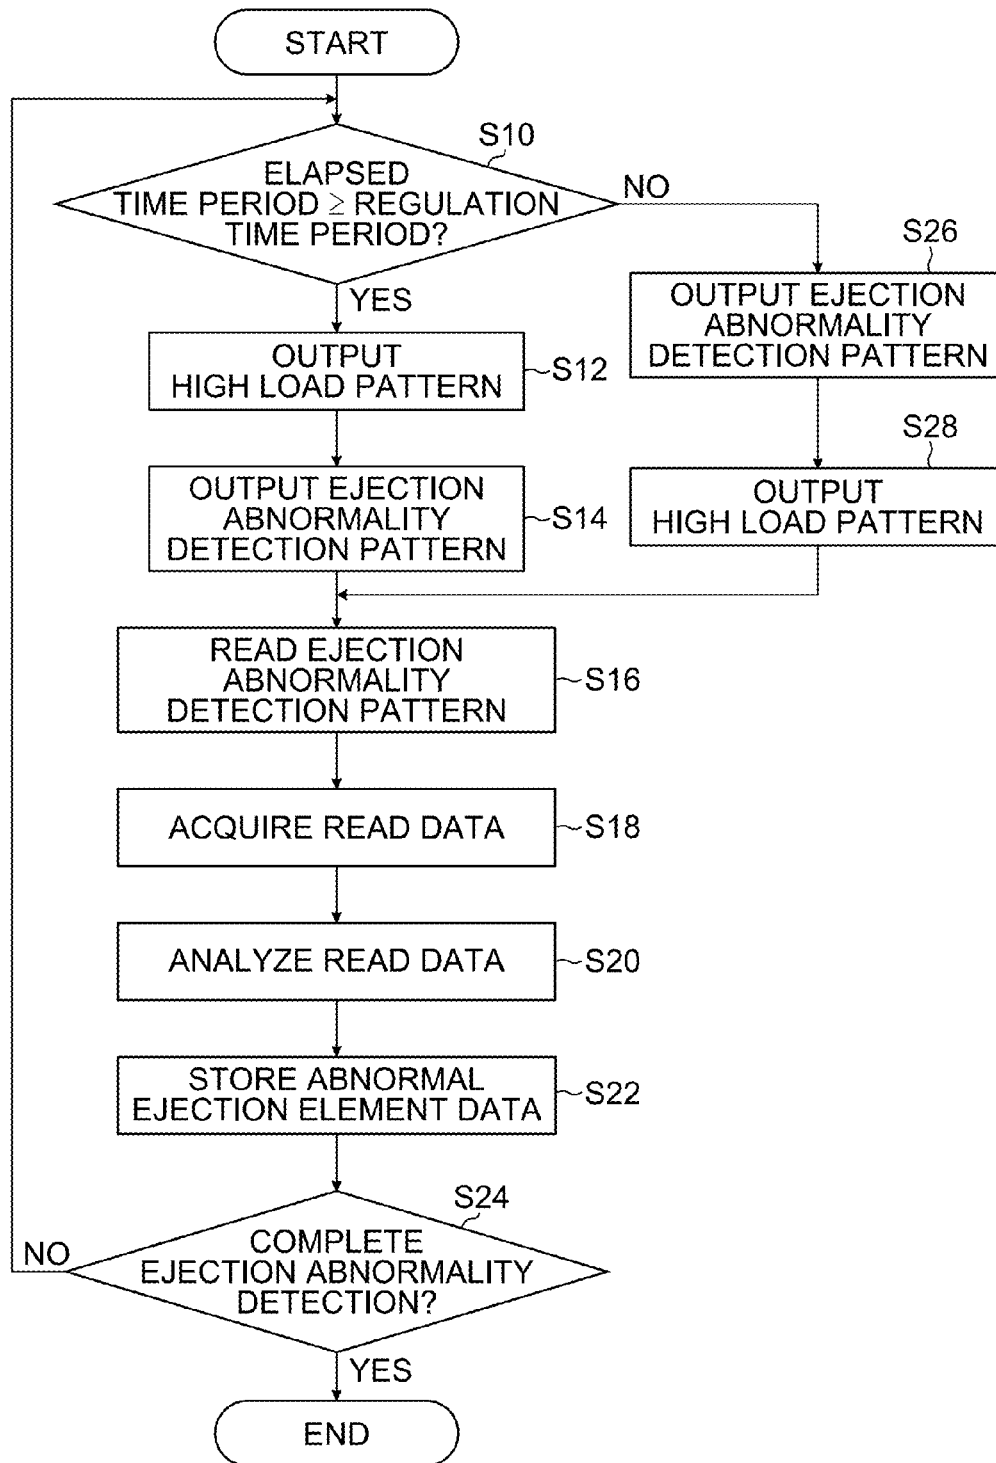 START
S10
ELAPSED
TIME PERIOD ≥ REGULATION
TIME PERIOD?
NO
YES
S26
OUTPUT EJECTION
ABNORMALITY
DETECTION PATTERN
OUTPUT
HIGH LOAD PATTERN
S12
S28
OUTPUT
HIGH LOAD PATTERN
OUTPUT EJECTION
ABNORMALITY
DETECTION PATTERN
S14
READ EJECTION
ABNORMALITY
DETECTION PATTERN
S16
ACQUIRE READ DATA
S18
ANALYZE READ DATA
S20
STORE ABNORMAL
EJECTION ELEMENT DATA
S22
S24
COMPLETE
EJECTION ABNORMALITY
DETECTION?
NO
YES
END